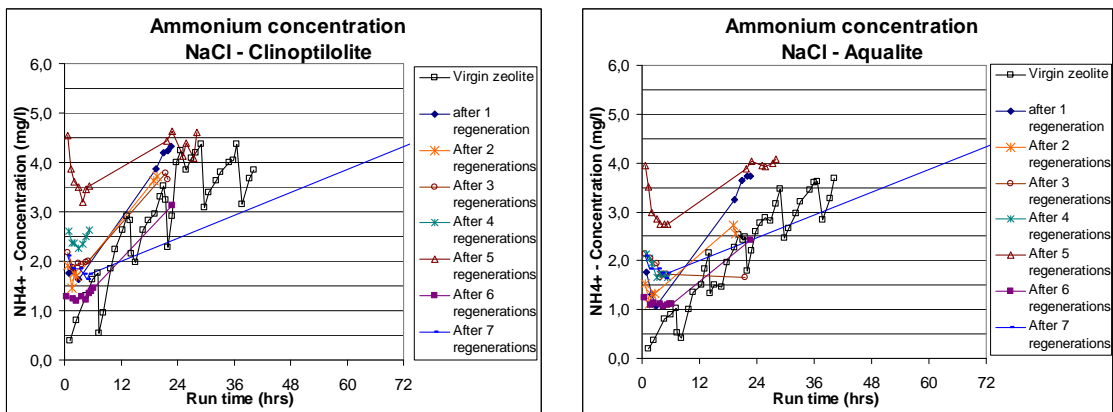 Ammonium concentration
NaCl - Clinoptilolite
NH4+ - Concentration (mg/l)
6,0
5,0
4,0
3,0
2,0
1,0
0,0
0 12 24 36 48 60 72
Run time (hrs)
Virgin zeolite
after 1
regeneration
After 2
regenerations
After 3
regenerations
After 4
regenerations
After 5
regenerations
After 6
regenerations
After 7
regenerations
Ammonium concentration
NaCl - Aqualite
NH4+ - Concentration (mg/l)
6,0
5,0
4,0
3,0
2,0
1,0
0,0
0 12 24 36 48 60 72
Run time (hrs)
Virgin zeolite
after 1
regeneration
After 2
regenerations
After 3
regenerations
After 4
regenerations
After 5
regenerations
After 6
regenerations
After 7
regenerations